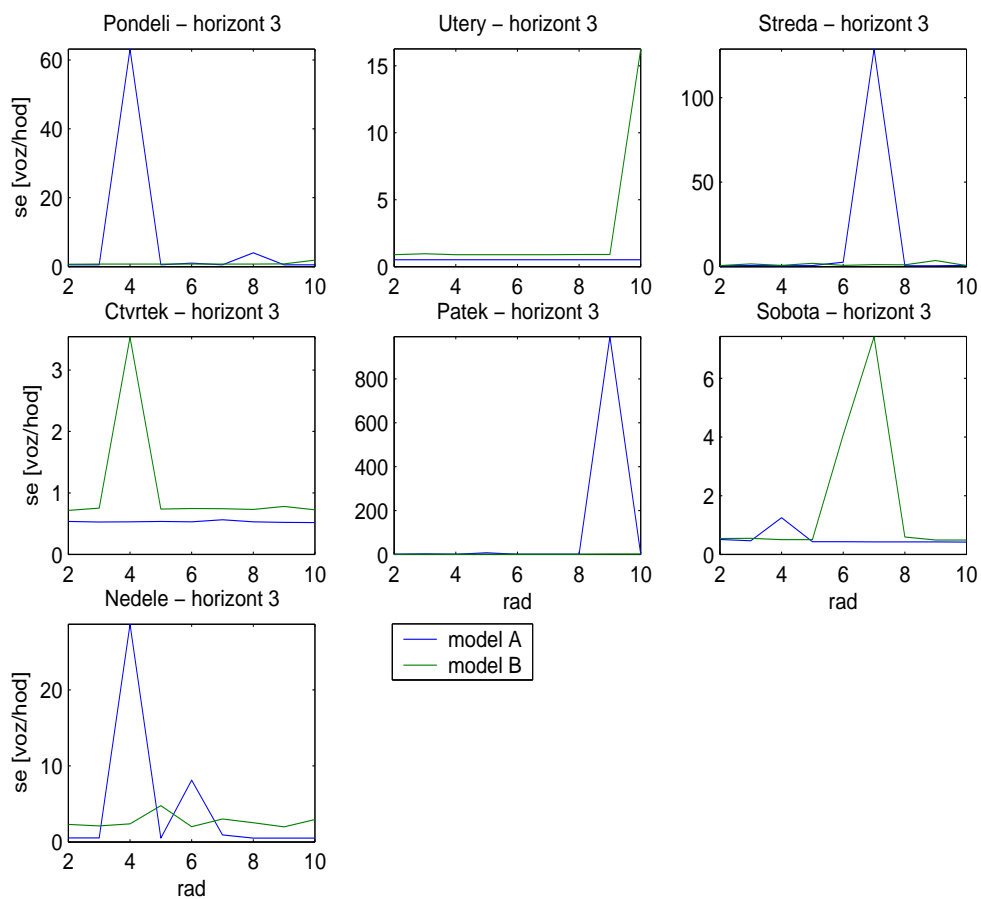 Pondeli – horizont 3
Utery – horizont 3
Streda – horizont 3
se [voz/hod]
60
40
20
0
2 4 6 8 10
15
10
5
0
2 4 6 8 10
100
50
0
2 4 6 8 10
Ctvrtek – horizont 3
Patek – horizont 3
Sobota – horizont 3
se [voz/hod]
3
2
1
0
2 4 6 8 10
800
600
400
200
0
2 4 6 8 10
rad
6
4
2
0
2 4 6 8 10
rad
Nedele – horizont 3
se [voz/hod]
20
10
0
2 4 6 8 10
rad
model A
model B